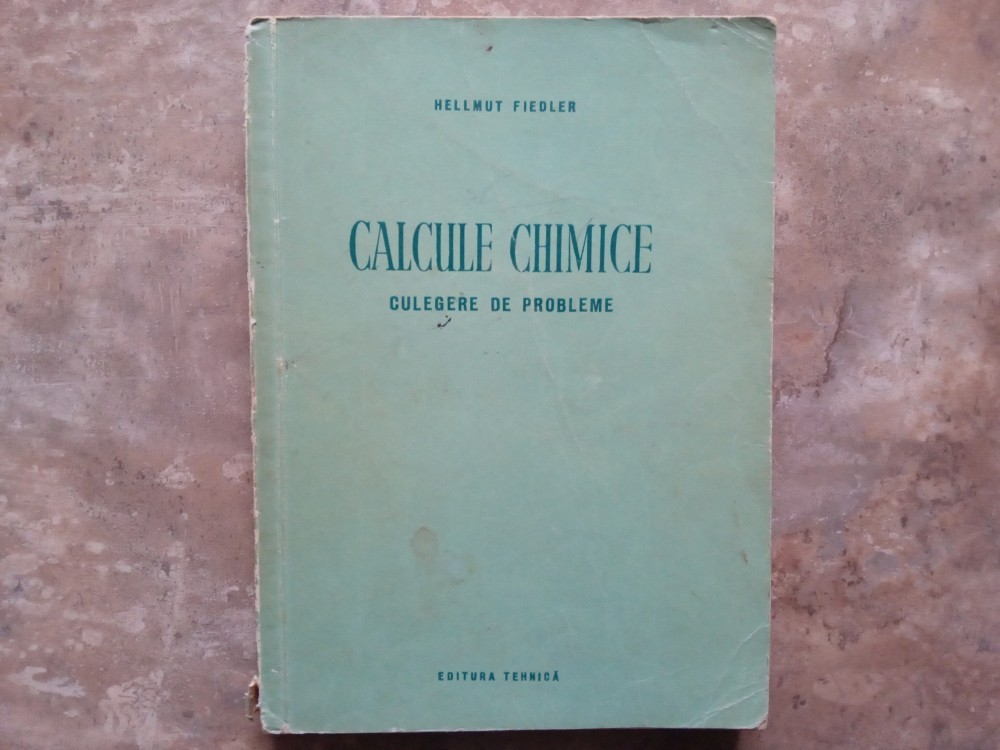 HELLMUT FIEDLER
CALCULE CHIMICE
CULEGERE DE PROBLEME
EDITURA TEHNICĂ